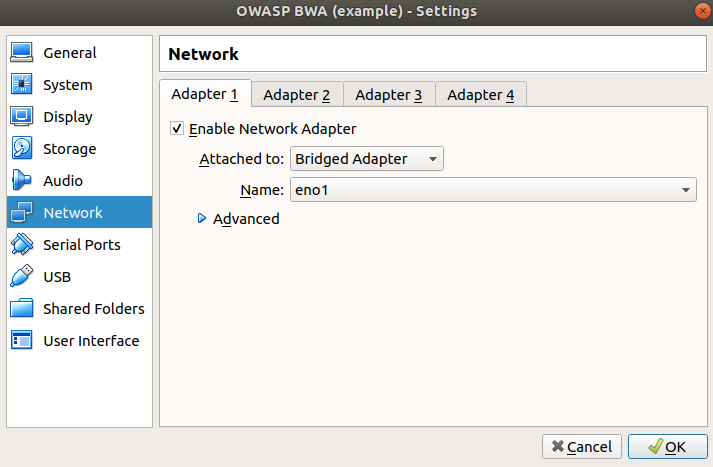 OWASP BWA (example) - Settings
General
System
Display
Storage
Audio
Network
Serial Ports
USB
Shared Folders
User Interface
Network
Adapter 1 Adapter 2 Adapter 3 Adapter 4
Enable Network Adapter
Attached to: Bridged Adapter
Name: eno1
Advanced
Cancel OK